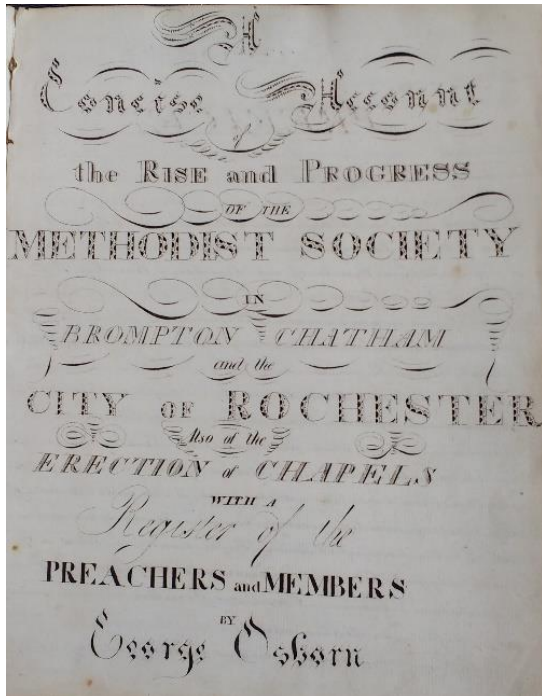 A
Concise Account
of
the RISE and PROGRESS
OF THE
METHODIST SOCIETY
IN
BROMPTON CHATHAM
and the
CITY OF ROCHESTER
Also of the
ERECTION of CHAPELS
WITH A
Register of the
PREACHERS and MEMBERS
BY
George Osborn